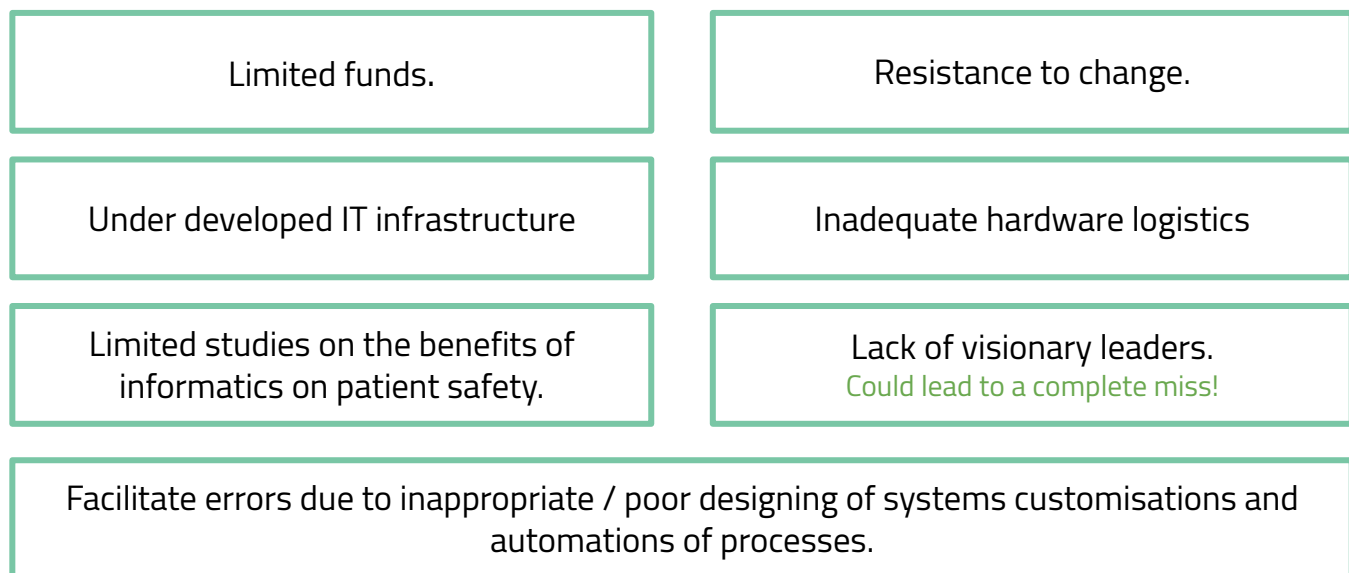 Limited funds.
Resistance to change.
Under developed IT infrastructure
Inadequate hardware logistics
Limited studies on the benefits of
informatics on patient safety.
Lack of visionary leaders.
Could lead to a complete miss!
Facilitate errors due to inappropriate / poor designing of systems customisations and
automations of processes.